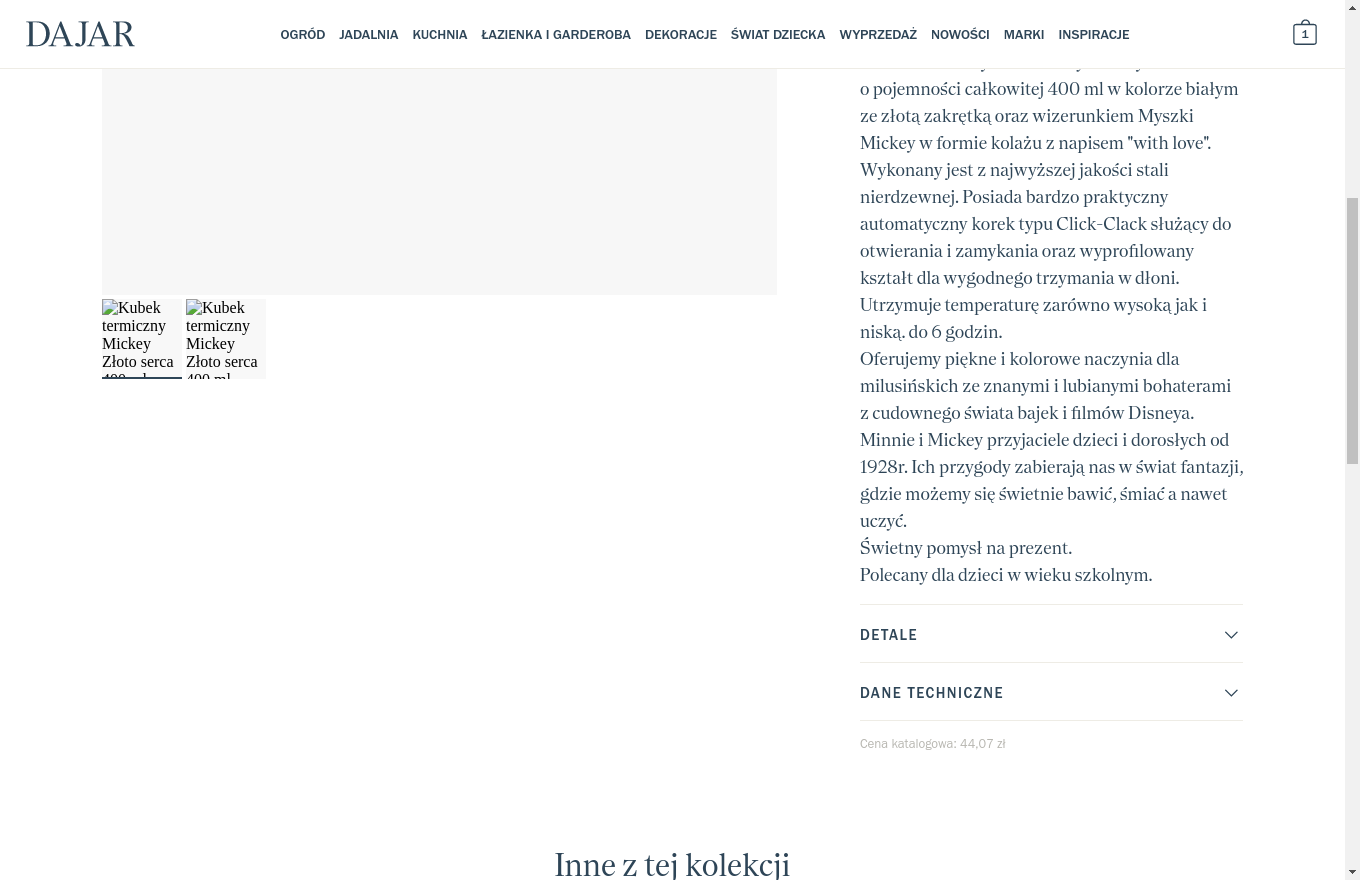 DAJAR
OGRÓD JADALNIA KUCHNIA ŁAZIENKA I GARDEROBA DEKORACJE ŚWIAT DZIECKA WYPRZEDAŻ NOWOŚCI MARKI INSPIRACJE
1
o pojemności całkowitej 400 ml w kolorze białym
ze złotą zakrętką oraz wizerunkiem Myszki
Mickey w formie kolażu z napisem "with love".
Wykonany jest z najwyższej jakości stali
nierdzewnej. Posiada bardzo praktyczny
automatyczny korek typu Click-Clack służący do
otwierania i zamykania oraz wyprofilowany
kształt dla wygodnego trzymania w dłoni.
Utrzymuje temperaturę zarówno wysoką jak i
niską. do 6 godzin.
Oferujemy piękne i kolorowe naczynia dla
milusińskich ze znanymi i lubianymi bohaterami
z cudownego świata bajek i filmów Disneya.
Minnie i Mickey przyjaciele dzieci i dorosłych od
1928r. Ich przygody zabierają nas w świat fantazji,
gdzie możemy się świetnie bawić, śmiać a nawet
uczyć.
Świetny pomysł na prezent.
Polecany dla dzieci w wieku szkolnym.
Kubek
termiczny
Mickey
Złoto serca
400 ml
Kubek
termiczny
Mickey
Złoto serca
400 ml
DETALE
DANE TECHNICZNE
Cena katalogowa: 44,07 zł
Inne z tej kolekcji